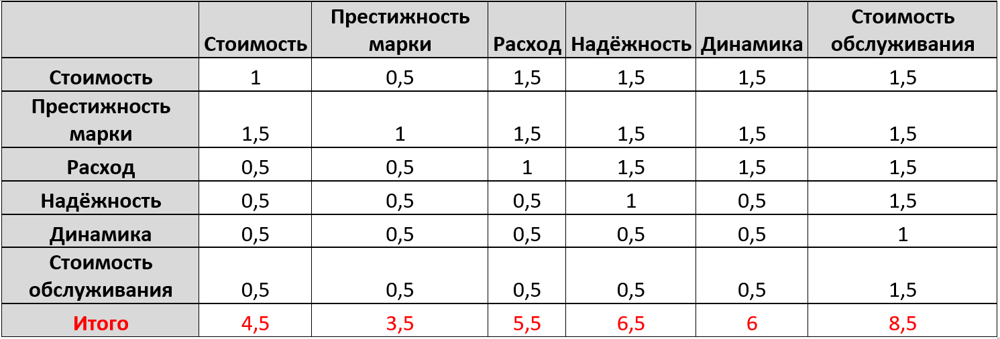 Стоимость Престижность марки Расход Надёжность Динамика Стоимость обслуживания
Стоимость 1 0,5 1,5 1,5 1,5 1,5
Престижность марки 1,5 1 1,5 1,5 1,5 1,5
Расход 0,5 0,5 1 1,5 1,5 1,5
Надёжность 0,5 0,5 0,5 1 0,5 1,5
Динамика 0,5 0,5 0,5 0,5 0,5 1
Стоимость обслуживания 0,5 0,5 0,5 0,5 0,5 1,5
Итого 4,5 3,5 5,5 6,5 6 8,5